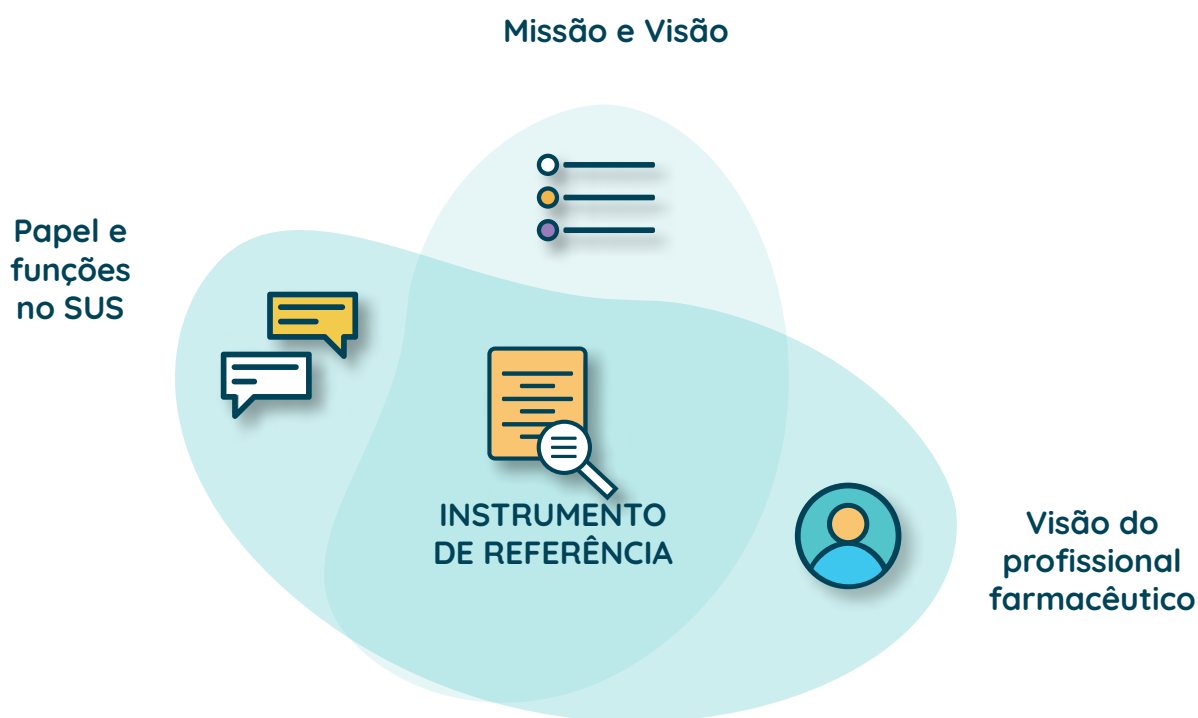 Missão e Visão
Papel e
funções
no SUS
INSTRUMENTO
DE REFERÊNCIA
Visão do
profissional
farmacêutico